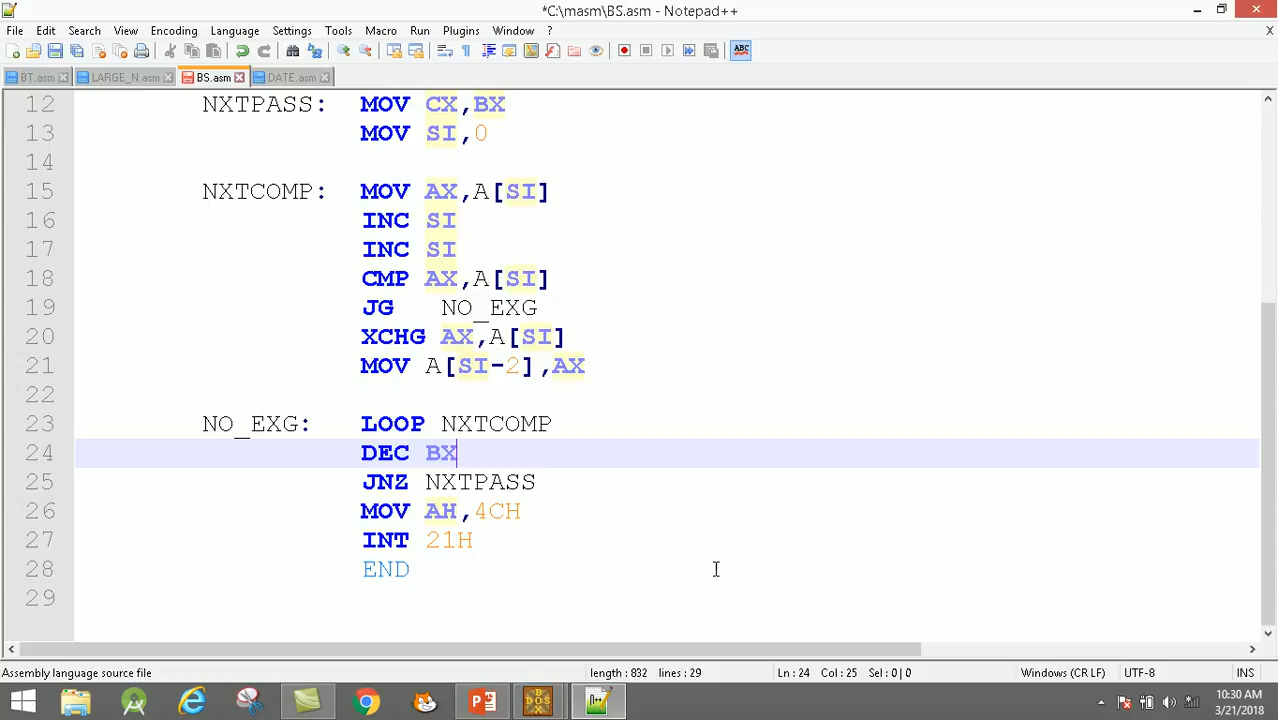 *C:\masm\BS.asm - Notepad++
File Edit Search View Encoding Language Settings Tools Macro Run Plugins Window ? X
ABC
BT.asm LARGE_N.asm BS.asm DATE.asm
12 NXTPASS: MOV CX,BX
13 MOV SI,0
14
15 NXTCOMP: MOV AX,A[SI]
16 INC SI
17 INC SI
18 CMP AX,A[SI]
19 JG NO_EXG
20 XCHG AX,A[SI]
21 MOV A[SI-2],AX
22
23 NO_EXG: LOOP NXTCOMP
24 DEC BX
25 JNZ NXTPASS
26 MOV AH,4CH
27 INT 21H
28 END
29
Assembly language source file length : 832 lines : 29 Ln : 24 Col : 25 Sel : 0 | 0 Windows (CR LF) UTF-8 INS
10:30 AM
3/21/2018